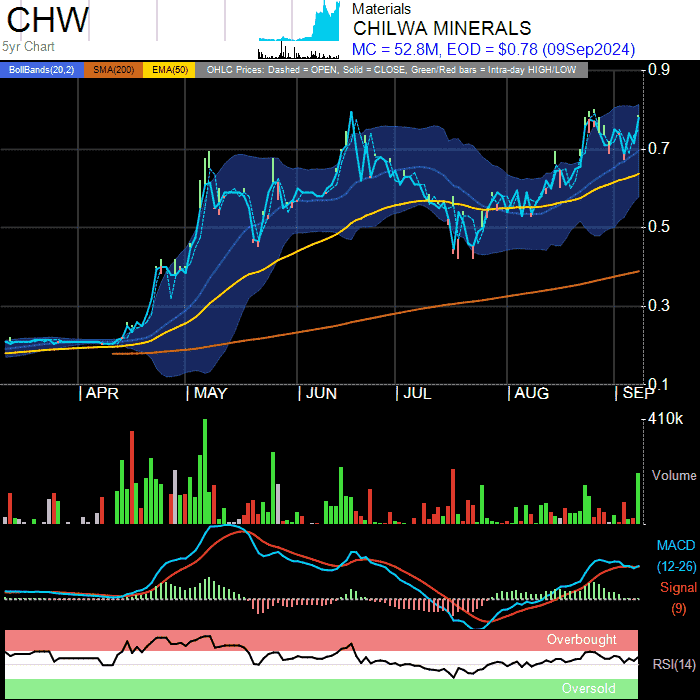 CHW
5yr Chart
Materials
CHILWA MINERALS
MC = 52.8M, EOD = $0.78 (09Sep2024)
BollBands(20,2) SMA(200) EMA(50) OHLC Prices: Dashed = OPEN, Solid = CLOSE, Green/Red bars = Intra-day HIGH/LOW
0.9
0.7
0.5
0.3
0.1
APR MAY JUN JUL AUG SEP
410k
Volume
MACD
(12-26)
Signal
(9)
Overbought
RSI(14)
Oversold